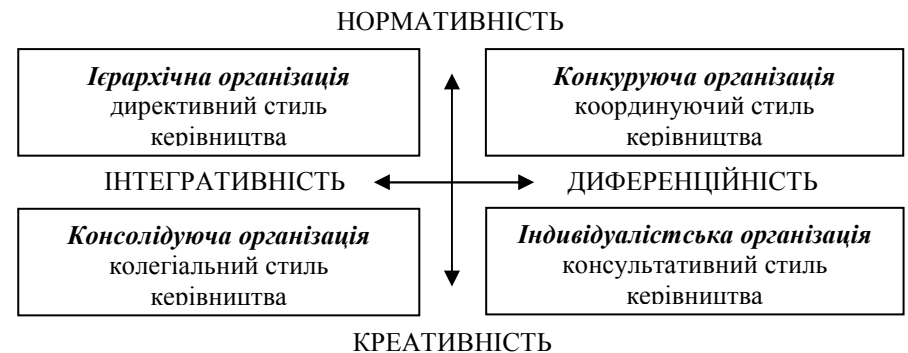 НОРМАТИВНІСТЬ
Ієрархічна організація
директивний стиль
керівництва
Конкуруюча організація
координуючий стиль
керівництва
ІНТЕГРАТИВНІСТЬ
ДИФЕРЕНЦІЙНІСТЬ
Консолідуюча організація
колегіальний стиль
керівництва
Індивідуалістська організація
консультативний стиль
керівництва
КРЕАТИВНІСТЬ